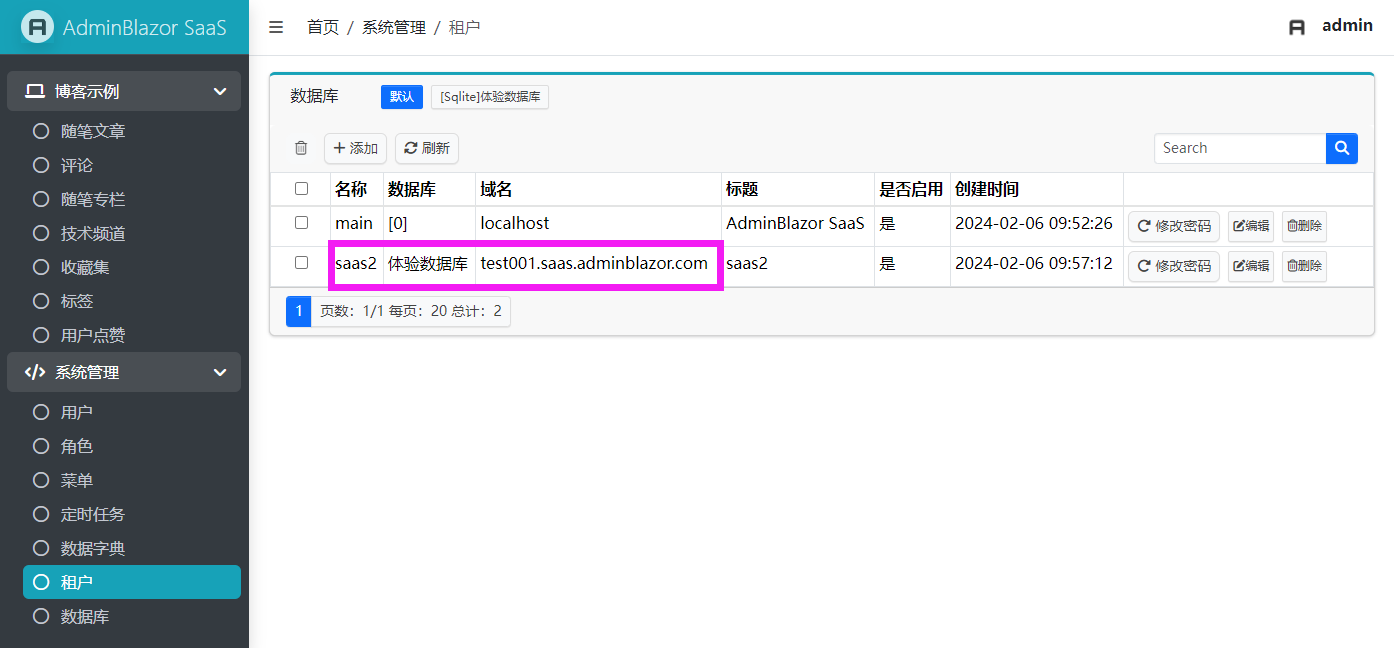 AdminBlazor SaaS
首页 / 系统管理 / 租户
admin
博客示例
随笔文章
评论
随笔专栏
技术频道
收藏集
标签
用户点赞
系统管理
用户
角色
菜单
定时任务
数据字典
租户
数据库
数据库 默认 [Sqlite]体验数据库
添加 刷新 Search
名称 数据库 域名 标题 是否启用 创建时间
main [0] localhost AdminBlazor SaaS 是 2024-02-06 09:52:26 修改密码 编辑 删除
saas2 体验数据库 test001.saas.adminblazor.com saas2 是 2024-02-06 09:57:12 修改密码 编辑 删除
1 页数：1/1 每页：20 总计：2